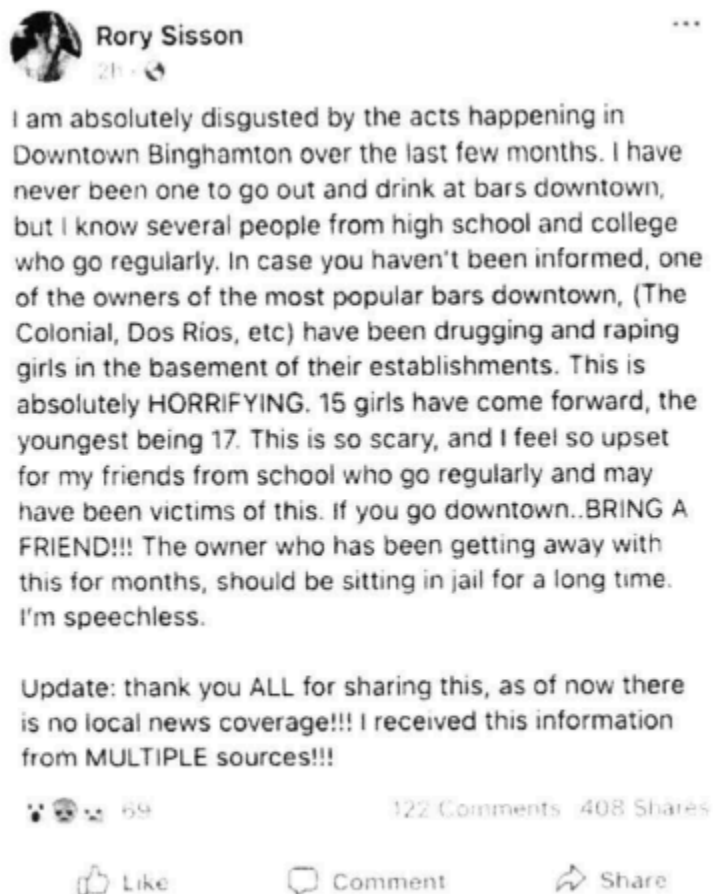 Rory Sisson
2h
I am absolutely disgusted by the acts happening in
Downtown Binghamton over the last few months. I have
never been one to go out and drink at bars downtown,
but I know several people from high school and college
who go regularly. In case you haven't been informed, one
of the owners of the most popular bars downtown, (The
Colonial, Dos Ríos, etc) have been drugging and raping
girls in the basement of their establishments. This is
absolutely HORRIFYING. 15 girls have come forward, the
youngest being 17. This is so scary, and I feel so upset
for my friends from school who go regularly and may
have been victims of this. If you go downtown..BRING A
FRIEND!!! The owner who has been getting away with
this for months, should be sitting in jail for a long time.
I'm speechless.
Update: thank you ALL for sharing this, as of now there
is no local news coverage!!! I received this information
from MULTIPLE sources!!!
69 122 Comments 408 Shares
Like Comment Share